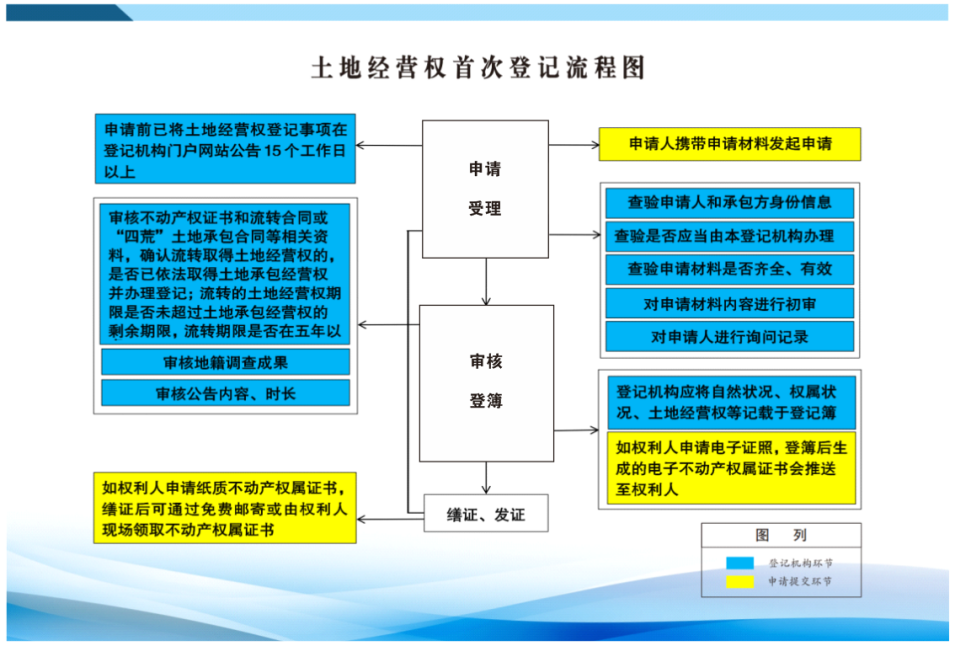 土地经营权首次登记流程图
申请前已将土地经营权登记事项在
登记机构门户网站公告15个工作日
以上
申请
受理
申请人携带申请材料发起申请
查验申请人和承包方身份信息
查验是否应当由本登记机构办理
查验申请材料是否齐全、有效
对申请材料内容进行初审
对申请人进行询问记录
审核不动产权证书和流转合同或
“四荒”土地承包合同等相关资
料，确认流转取得土地经营权的，
是否已依法取得土地承包经营权
并办理登记；流转的土地经营权期
限是否未超过土地承包经营权的
剩余期限，流转期限是否在五年以
审核地籍调查成果
审核公告内容、时长
审核
登簿
登记机构应将自然状况、权属状
况、土地经营权等记载于登记簿
如权利人申请电子证照，登簿后生
成的电子不动产权属证书会推送
至权利人
如权利人申请纸质不动产权属证书，
缮证后可通过免费邮寄或由权利人
现场领取不动产权属证书
缮证、发证
图 列
登记机构环节
申请提交环节